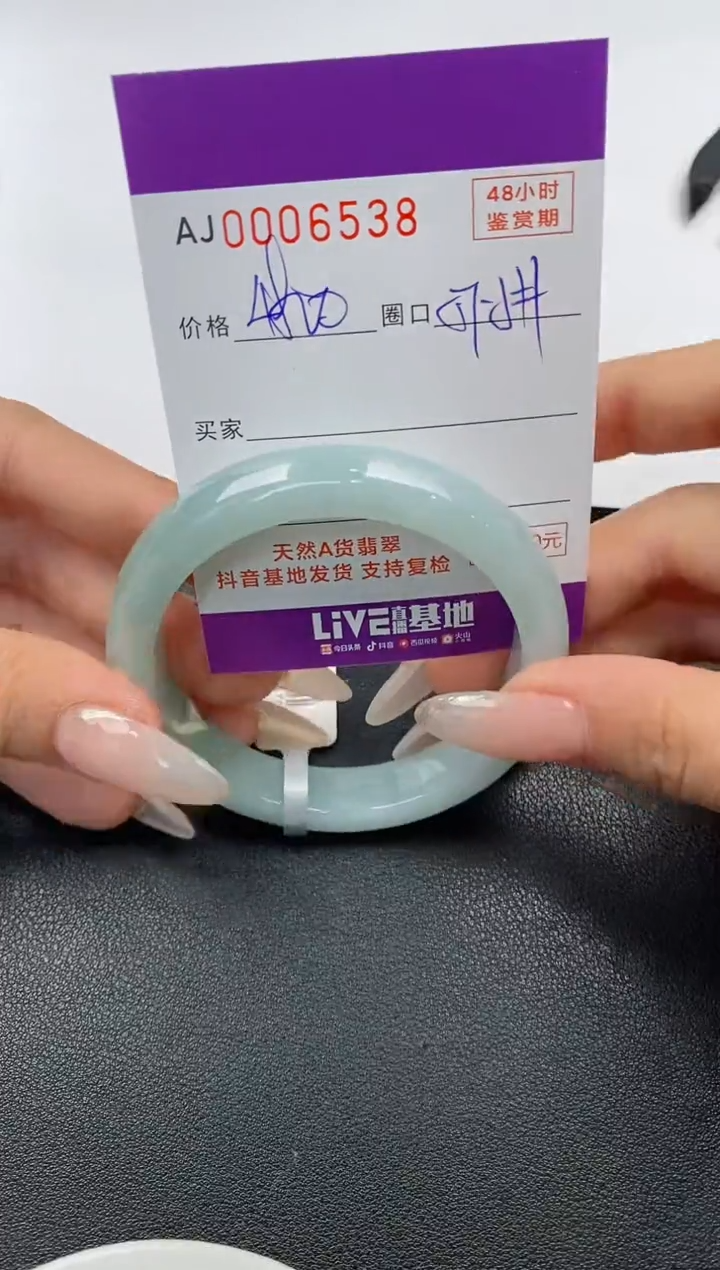 AJ0006538
48小时
鉴赏期
价格
圈口
买家
天然A货翡翠
抖音基地发货 支持复检
元
LiVE直播基地
今日头条 抖音 西瓜视频 火山